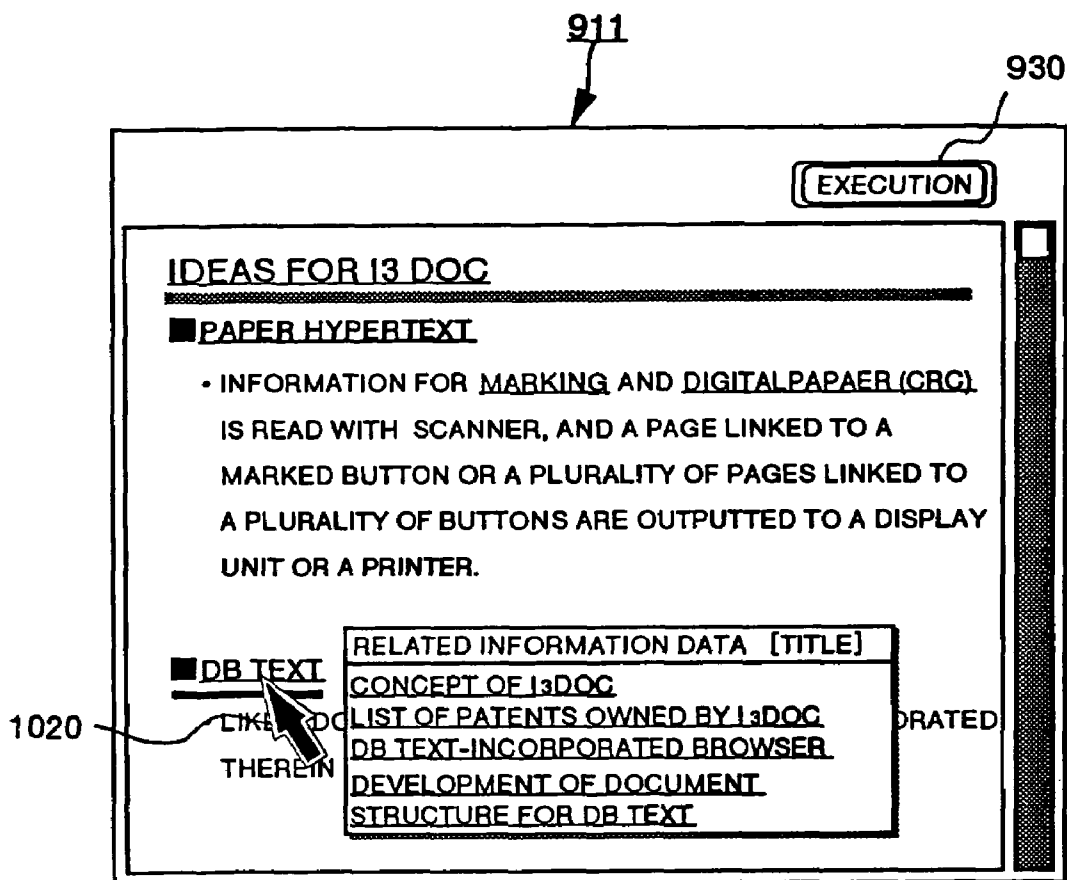 911
930
EXECUTION
IDEAS FOR I3 DOC
PAPER HYPERTEXT
• INFORMATION FOR MARKING AND DIGITALPAPAER (CRC)
IS READ WITH SCANNER, AND A PAGE LINKED TO A
MARKED BUTTON OR A PLURALITY OF PAGES LINKED TO
A PLURALITY OF BUTTONS ARE OUTPUTTED TO A DISPLAY
UNIT OR A PRINTER.
RELATED INFORMATION DATA [TITLE]
DB TEXT
CONCEPT OF I3DOC
1020
LIST OF PATENTS OWNED BY I3DOC
DB TEXT-INCORPORATED BROWSER
THEREIN
DEVELOPMENT OF DOCUMENT
STRUCTURE FOR DB TEXT